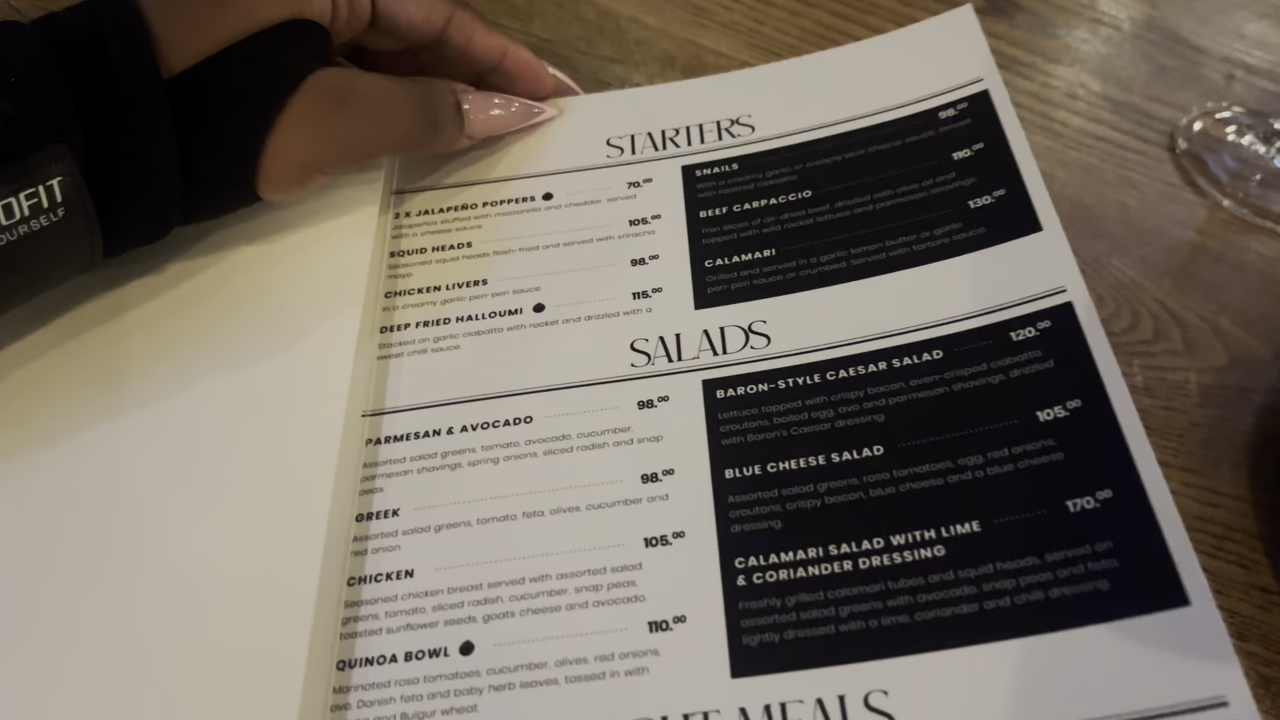 OFIT
OURSELF
STARTERS
2 X JALAPEÑO POPPERS 70.00
Jalapeños stuffed with mozzarella and cheddar, served
with a cheese sauce.
SQUID HEADS 105.00
Seasoned squid heads flash-fried and served with sriracha
mayo.
CHICKEN LIVERS 98.00
In a creamy garlic peri-peri sauce.
DEEP FRIED HALLOUMI 115.00
Stacked on garlic ciabatta with rocket and drizzled with a
sweet chilli sauce.
SNAILS 98.00
With a creamy garlic or creamy blue cheese sauce, served
with toasted ciabatta.
BEEF CARPACCIO 110.00
Thin slices of air-dried beef, drizzled with olive oil and
topped with wild rocket lettuce and parmesan shavings.
CALAMARI 130.00
Grilled and served in a garlic lemon butter or garlic
peri-peri sauce or crumbed. Served with tartare sauce.
SALADS
PARMESAN & AVOCADO 98.00
Assorted salad greens, tomato, avocado, cucumber,
parmesan shavings, spring onions, sliced radish and snap
peas.
GREEK 98.00
Assorted salad greens, tomato, feta, olives, cucumber and
red onion.
CHICKEN 105.00
Seasoned chicken breast served with assorted salad
greens, tomato, sliced radish, cucumber, snap peas,
toasted sunflower seeds, goats cheese and avocado.
QUINOA BOWL 110.00
Marinated rosa tomatoes, cucumber, olives, red onions,
avo, Danish feta and baby herb leaves, tossed in with
and Bulgur wheat.
BARON-STYLE CAESAR SALAD 120.00
Lettuce topped with crispy bacon, oven-crisped ciabatta
croutons, boiled egg, avo and parmesan shavings, drizzled
with Baron's Caesar dressing.
BLUE CHEESE SALAD 105.00
Assorted salad greens, rosa tomatoes, egg, red onions,
croutons, crispy bacon, blue cheese and a blue cheese
dressing.
CALAMARI SALAD WITH LIME
& CORIANDER DRESSING 170.00
Freshly grilled calamari tubes and squid heads, served on
assorted salad greens with avocado, snap peas and feta,
lightly dressed with a lime, coriander and chilli dressing.
MEALS